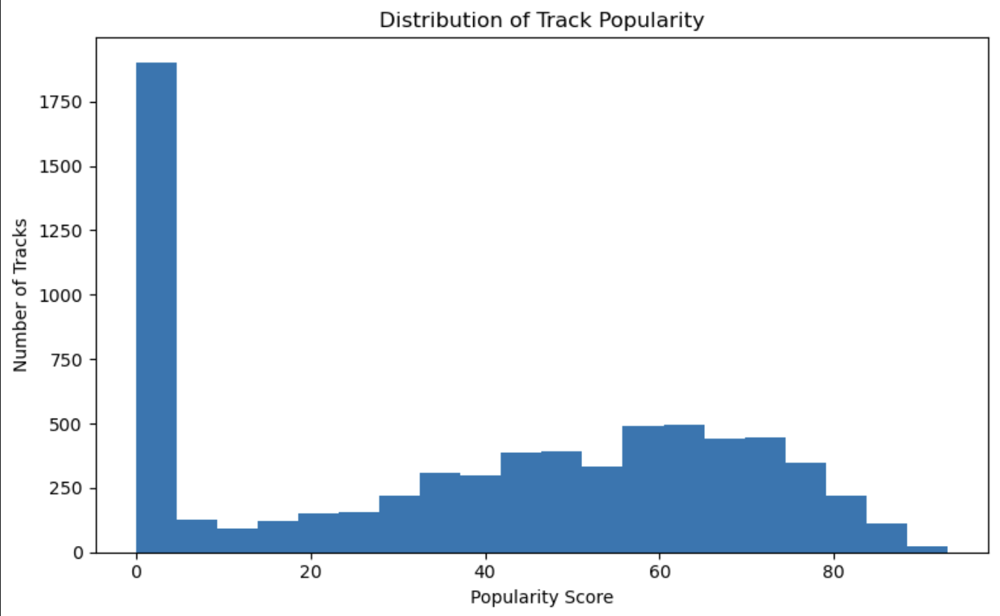 Distribution of Track Popularity
Number of Tracks
1750
1500
1250
1000
750
500
250
0
0 20 40 60 80
Popularity Score